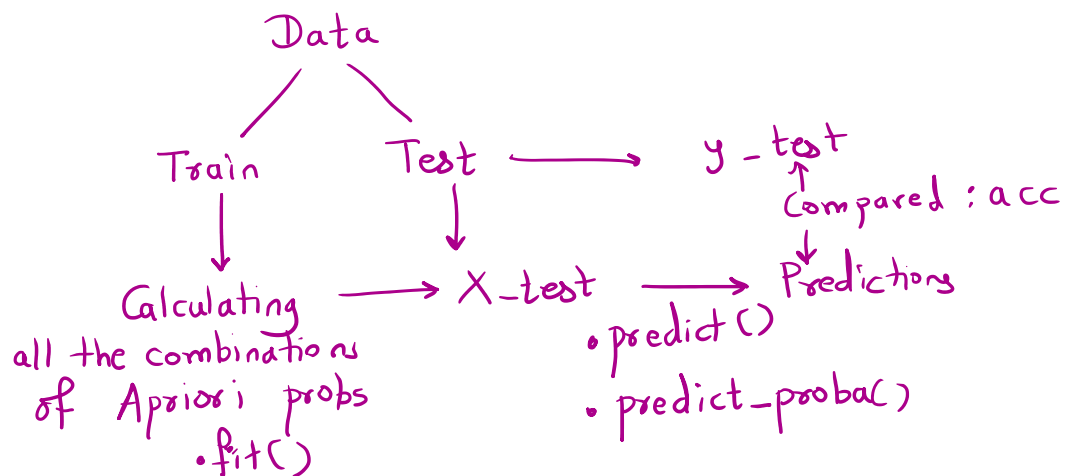 Data
Train
Test
y_test
Compared : acc
Calculating
all the combinations
of Apriori probs
.fit()
X_test
Predictions
.predict()
.predict_proba()